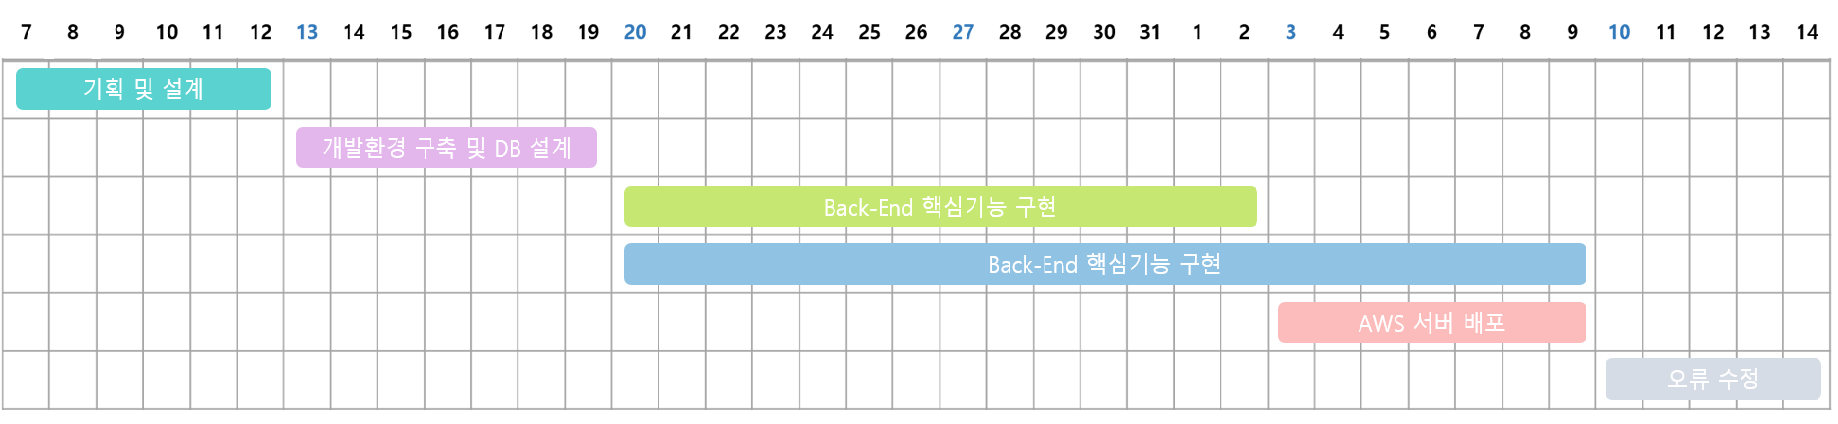 7 8 9 10 11 12 13 14 15 16 17 18 19 20 21 22 23 24 25 26 27 28 29 30 31 1 2 3 4 5 6 7 8 9 10 11 12 13 14
기획 및 설계
개발환경 구축 및 DB 설계
Back-End 핵심기능 구현
Back-End 핵심기능 구현
AWS 서버 배포
오류 수정